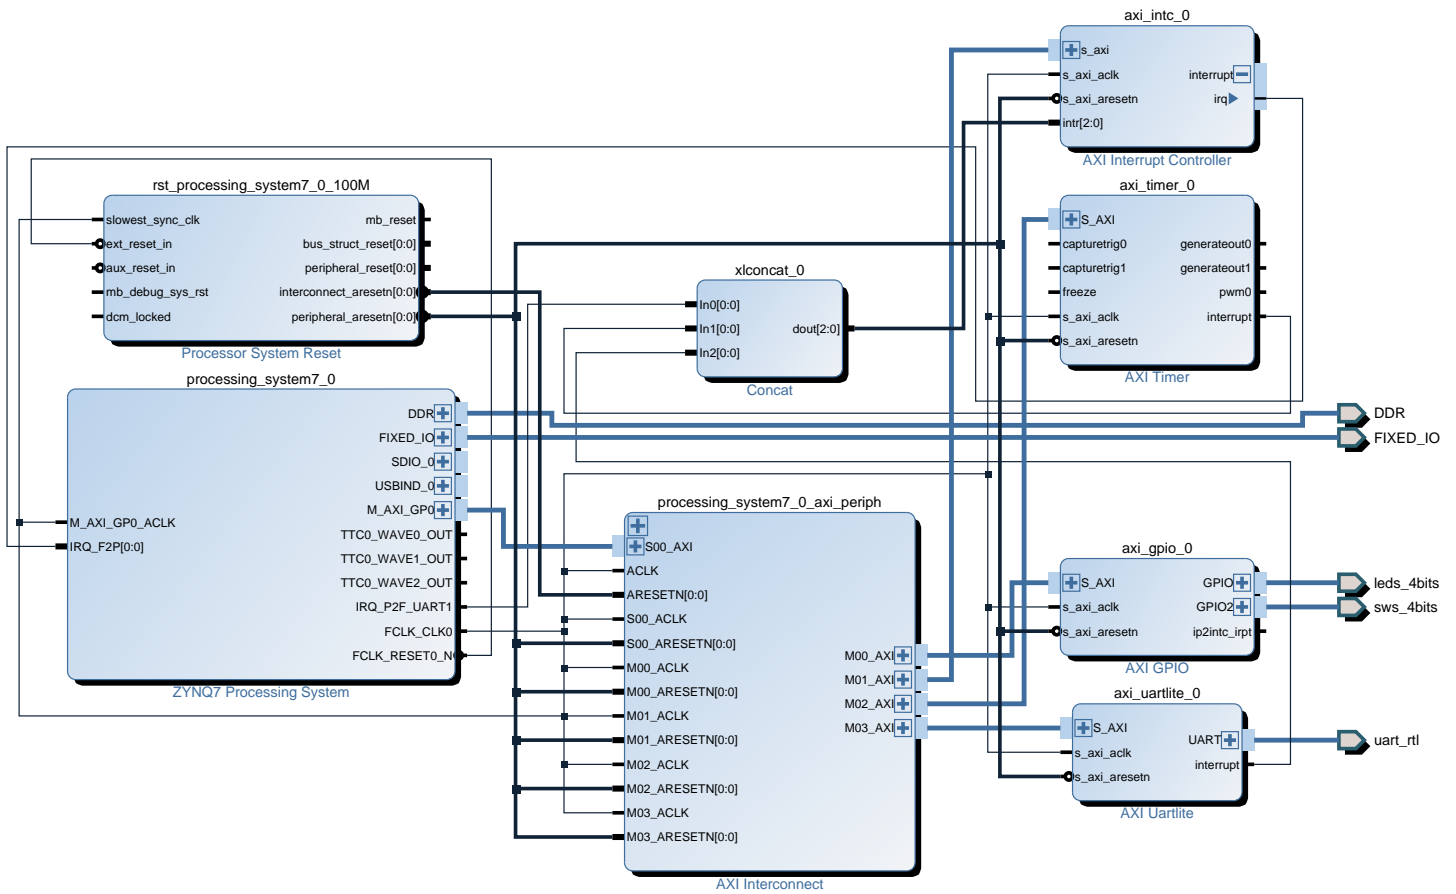 axi_intc_0
s_axi
s_axi_aclk
s_axi_aresetn
intr[2:0]
interrupt
irq
AXI Interrupt Controller
rst_processing_system7_0_100M
slowest_sync_clk
ext_reset_in
aux_reset_in
mb_debug_sys_rst
dcm_locked
mb_reset
bus_struct_reset[0:0]
peripheral_reset[0:0]
interconnect_aresetn[0:0]
peripheral_aresetn[0:0]
Processor System Reset
axi_timer_0
S_AXI
capturetrig0
capturetrig1
freeze
s_axi_aclk
s_axi_aresetn
generateout0
generateout1
pwm0
interrupt
AXI Timer
xlconcat_0
In0[0:0]
In1[0:0]
In2[0:0]
dout[2:0]
Concat
processing_system7_0
M_AXI_GP0_ACLK
IRQ_F2P[0:0]
DDR
FIXED_IO
SDIO_0
USBIND_0
M_AXI_GP0
TTC0_WAVE0_OUT
TTC0_WAVE1_OUT
TTC0_WAVE2_OUT
IRQ_P2F_UART1
FCLK_CLK0
FCLK_RESET0_N
ZYNQ7 Processing System
DDR
FIXED_IO
processing_system7_0_axi_periph
S00_AXI
ACLK
ARESETN[0:0]
S00_ACLK
S00_ARESETN[0:0]
M00_ACLK
M00_ARESETN[0:0]
M01_ACLK
M01_ARESETN[0:0]
M02_ACLK
M02_ARESETN[0:0]
M03_ACLK
M03_ARESETN[0:0]
M00_AXI
M01_AXI
M02_AXI
M03_AXI
AXI Interconnect
axi_gpio_0
S_AXI
s_axi_aclk
s_axi_aresetn
GPIO
GPIO2
ip2intc_irpt
AXI GPIO
leds_4bits
sws_4bits
axi_uartlite_0
S_AXI
s_axi_aclk
s_axi_aresetn
UART
interrupt
AXI Uartlite
uart_rtl